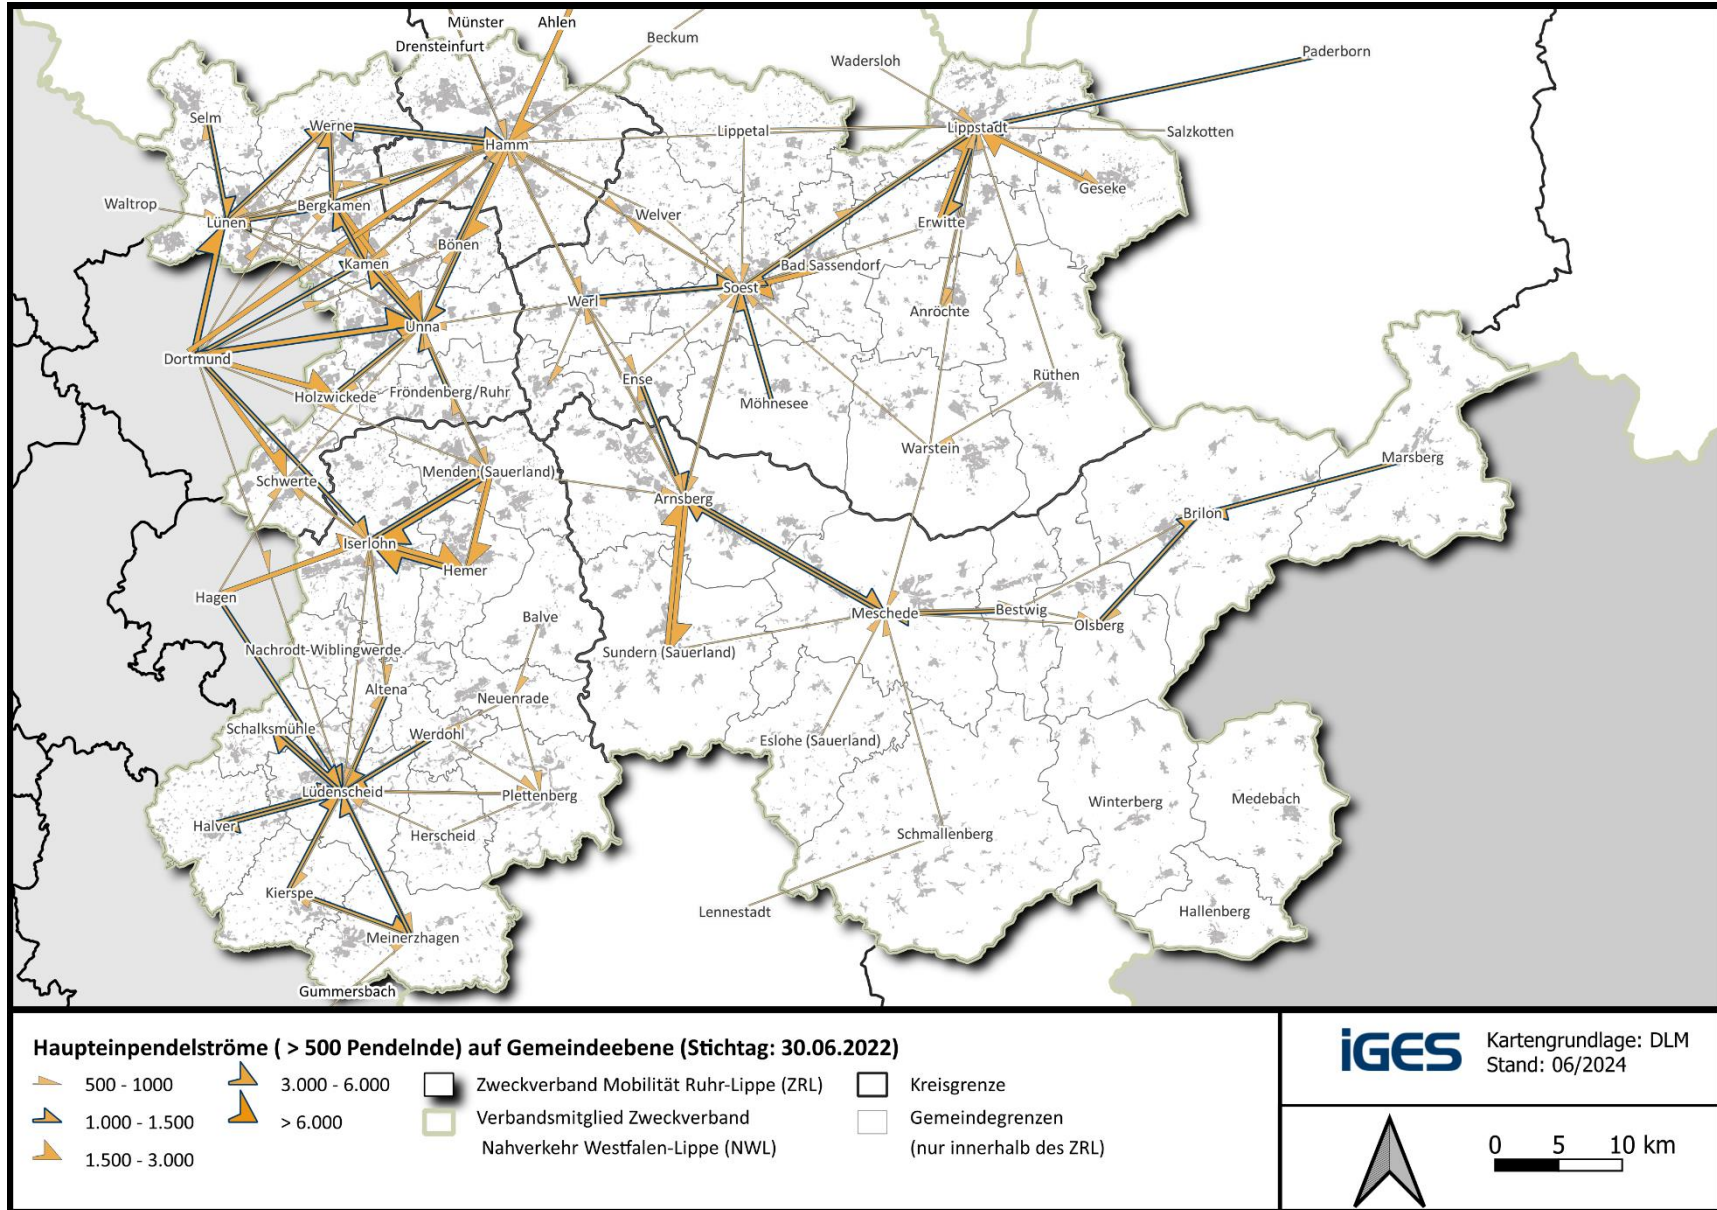 Münster
Ahlen
Drensteinfurt
Beckum
Paderborn
Wadersloh
Selm
Werne
Lippetal
Lippstadt
Salzkotten
Hamm
Geseke
Waltrop
Bergkamen
Lünen
Welver
Erwitte
Bönen
Kamen
Bad Sassendorf
Soest
Werl
Anröchte
Unna
Dortmund
Rüthen
Ense
Fröndenberg/Ruhr
Holzwickede
Möhnesee
Warstein
Marsberg
Menden (Sauerland)
Schwerte
Arnsberg
Brilon
Iserlohn
Hemer
Hagen
Bestwig
Meschede
Balve
Olsberg
Nachrodt-Wiblingwerde
Sundern (Sauerland)
Altena
Neuenrade
Schalksmühle
Werdohl
Eslohe (Sauerland)
Lüdenscheid
Plettenberg
Winterberg
Medebach
Halver
Herscheid
Schmallenberg
Kierspe
Lennestadt
Hallenberg
Meinerzhagen
Gummersbach
Haupteinpendelströme ( > 500 Pendelnde) auf Gemeindeebene (Stichtag: 30.06.2022)
500 - 1000
1.000 - 1.500
1.500 - 3.000
3.000 - 6.000
> 6.000
Zweckverband Mobilität Ruhr-Lippe (ZRL)
Verbandsmitglied Zweckverband
Nahverkehr Westfalen-Lippe (NWL)
Kreisgrenze
Gemeindegrenzen
(nur innerhalb des ZRL)
iGES
Kartengrundlage: DLM
Stand: 06/2024
0 5 10 km